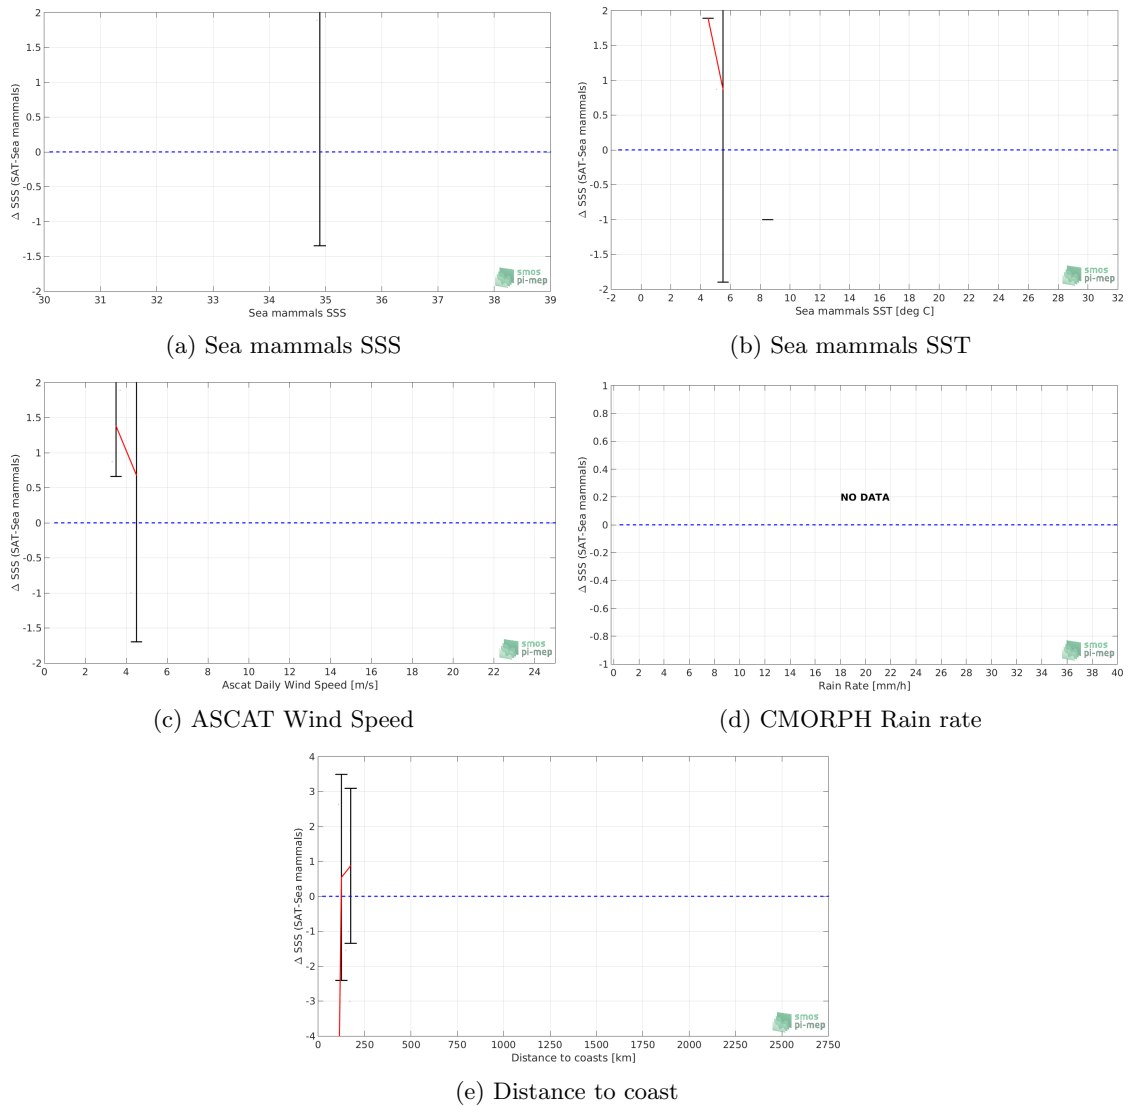 2
1.5
1
0.5
0
-0.5
-1
-1.5
-2
Δ SSS (SAT-Sea mammals)
smos
pi-mep
30 31 32 33 34 35 36 37 38 39
Sea mammals SSS
(a) Sea mammals SSS
2
1.5
1
0.5
0
-0.5
-1
-1.5
-2
Δ SSS (SAT-Sea mammals)
smos
pi-mep
-2 0 2 4 6 8 10 12 14 16 18 20 22 24 26 28 30 32
Sea mammals SST [deg C]
(b) Sea mammals SST
2
1.5
1
0.5
0
-0.5
-1
-1.5
-2
Δ SSS (SAT-Sea mammals)
smos
pi-mep
0 2 4 6 8 10 12 14 16 18 20 22 24
Ascat Daily Wind Speed [m/s]
(c) ASCAT Wind Speed
1
0.8
0.6
0.4
0.2
0
-0.2
-0.4
-0.6
-0.8
-1
Δ SSS (SAT-Sea mammals)
NO DATA
smos
pi-mep
0 2 4 6 8 10 12 14 16 18 20 22 24 26 28 30 32 34 36 38 40
Rain Rate [mm/h]
(d) CMORPH Rain rate
4
3
2
1
0
-1
-2
-3
-4
Δ SSS (SAT-Sea mammals)
smos
pi-mep
0 250 500 750 1000 1250 1500 1750 2000 2250 2500 2750
Distance to coasts [km]
(e) Distance to coast